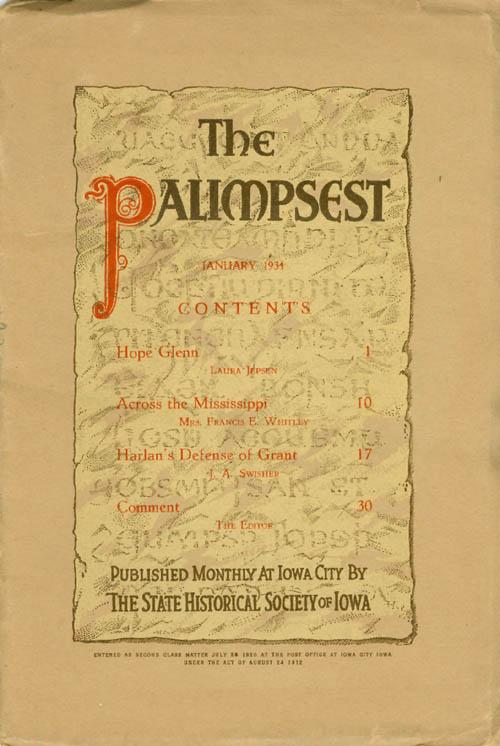 The
PALIMPSEST
JANUARY 1934
CONTENTS
Hope Glenn 1
LAURA JEPSEN
Across the Mississippi 10
MRS. FRANCIS E. WHITLEY
Harlan's Defense of Grant 17
J. A. SWISHER
Comment 30
THE EDITOR
PUBLISHED MONTHLY AT IOWA CITY BY
THE STATE HISTORICAL SOCIETY OF IOWA
ENTERED AS SECOND CLASS MATTER JULY 28 1920 AT THE POST OFFICE AT IOWA CITY IOWA
UNDER THE ACT OF AUGUST 24 1912